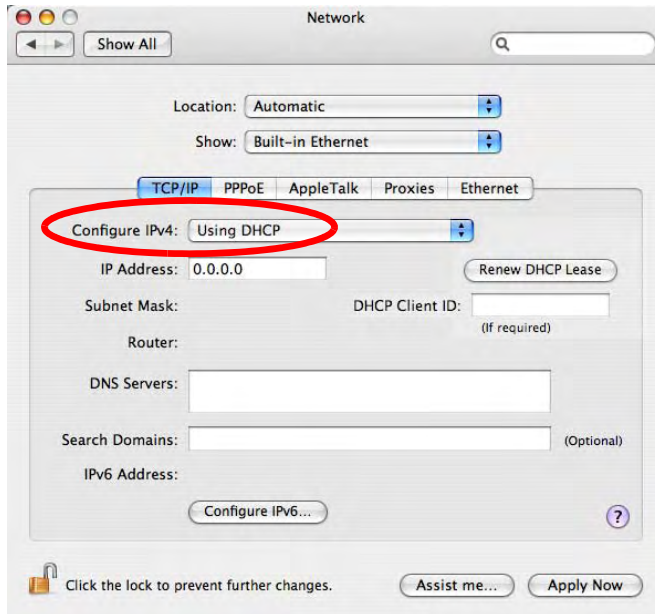 Network
Show All
Location: Automatic
Show: Built-in Ethernet
TCP/IP PPPoE AppleTalk Proxies Ethernet
Configure IPv4: Using DHCP
IP Address: 0.0.0.0 Renew DHCP Lease
Subnet Mask: DHCP Client ID:
(If required)
Router:
DNS Servers:
Search Domains: (Optional)
IPv6 Address:
Configure IPv6...
?
Click the lock to prevent further changes. Assist me... Apply Now